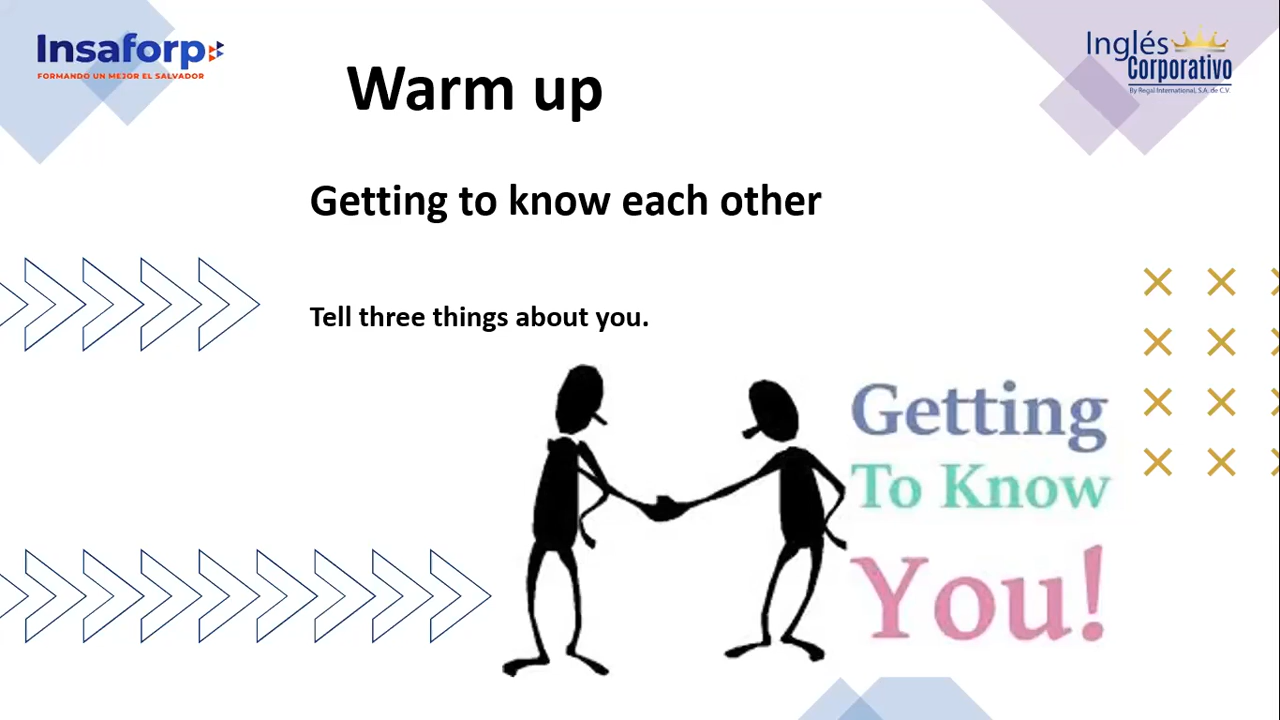 Insaforp
FORMANDO UN MEJOR EL SALVADOR
Inglés
Corporativo
By Regal International, S.A. de C.V.
Warm up
Getting to know each other
Tell three things about you.
Getting
To Know
You!